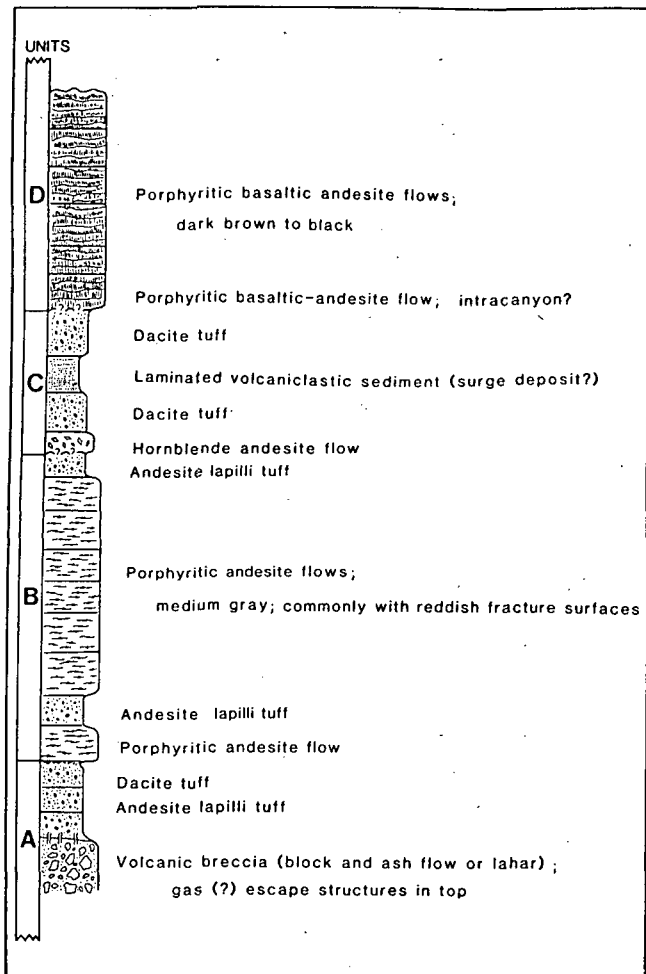 UNITS
D
Porphyritic basaltic andesite flows;
dark brown to black
Porphyritic basaltic-andesite flow; intracanyon?
Dacite tuff
C
Laminated volcaniclastic sediment (surge deposit?)
Dacite tuff
Hornblende andesite flow
Andesite lapilli tuff
B
Porphyritic andesite flows;
medium gray; commonly with reddish fracture surfaces
Andesite lapilli tuff
Porphyritic andesite flow
Dacite tuff
Andesite lapilli tuff
A
Volcanic breccia (block and ash flow or lahar);
gas (?) escape structures in top